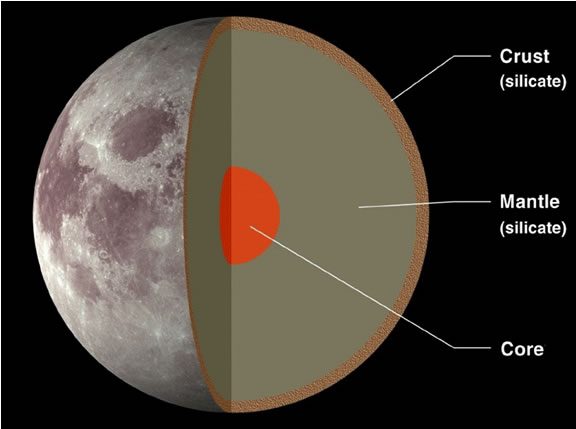 Crust
(silicate)
Mantle
(silicate)
Core